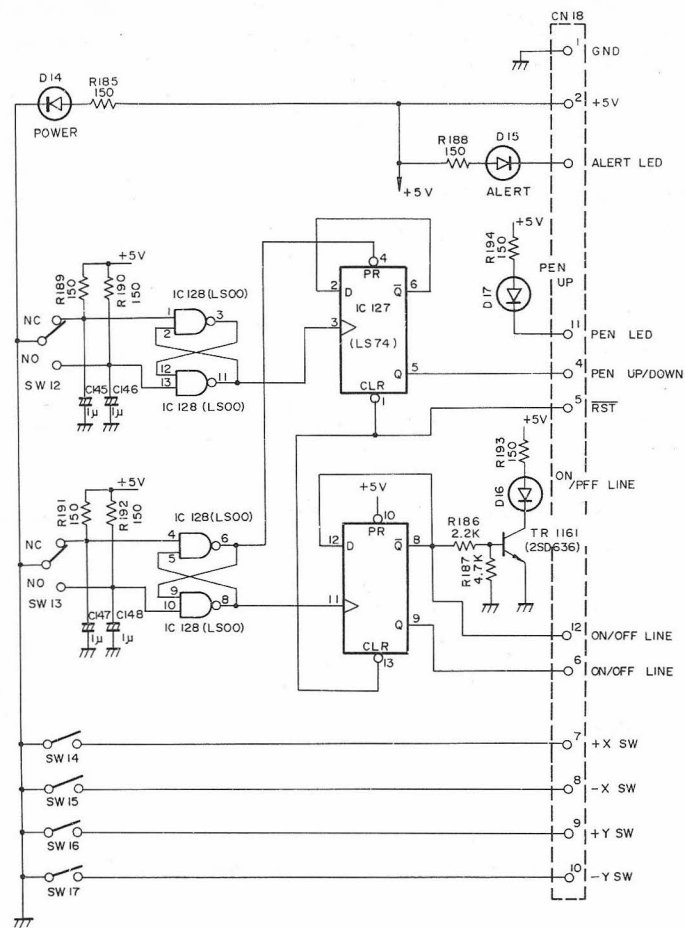 CN 18
1 GND
D14
R185
150
POWER
2 +5V
R188
150
D15
ALERT LED
+5V
ALERT
+5V
R194
150
PEN
UP
D17
4
PR
2 D Q̅ 6
IC 127
3
(LS74)
Q 5
CLR
1
+5V
R189
150
R190
150
IC 128 (LS00)
1
2
3
NC
NO
SW 12
12
13
11
IC 128 (LS00)
C145
1μ
C146
1μ
11 PEN LED
4 PEN UP/DOWN
5 R̅S̅T̅
+5V
R193
150
ON
/PFF LINE
D16
+5V
R191
150
R192
150
IC 128(LS00)
4
5
6
NC
NO
SW 13
9
10
8
IC 128 (LS00)
C147
1μ
C148
1μ
+5V
10
PR
12 D Q̅ 8
11
Q 9
CLR
13
R186
2.2K
R187
4.7K
TR 1161
(2SD636)
12 ON/OFF LINE
6 ON/OFF LINE
7 +X SW
SW 14
8 -X SW
SW 15
9 +Y SW
SW 16
10 -Y SW
SW 17